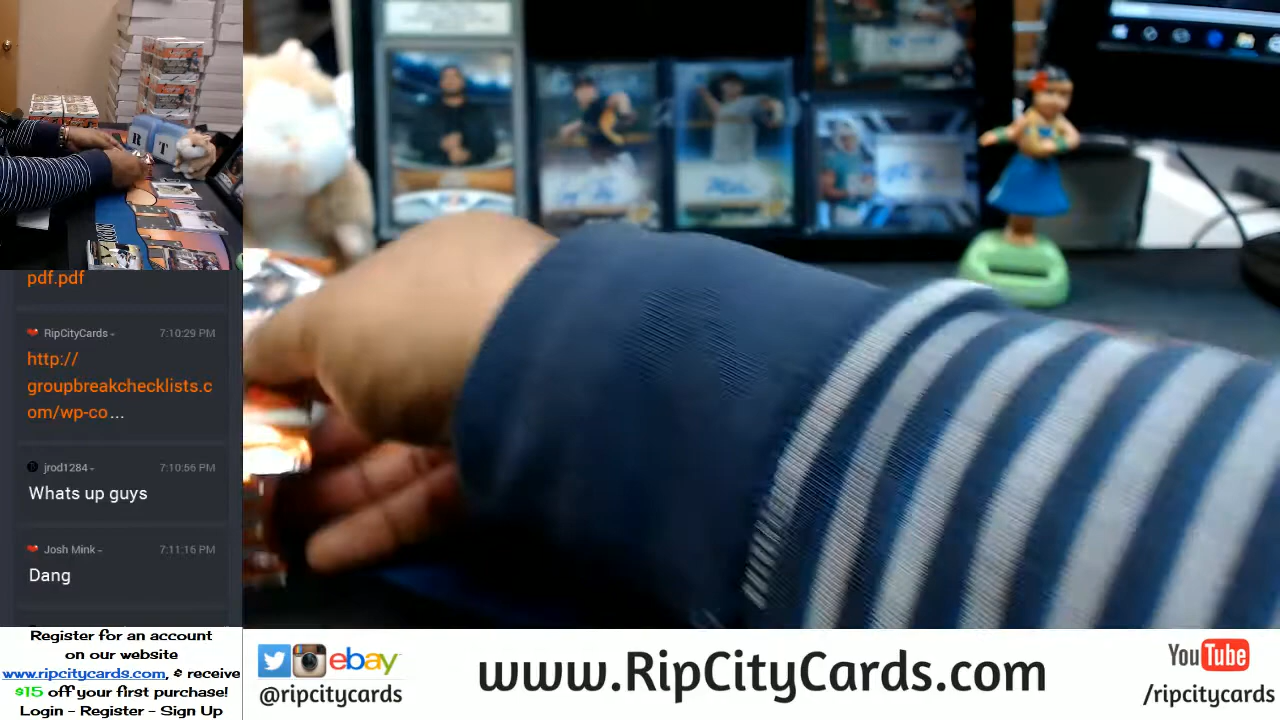 R
T
pdf.pdf
RipCityCards
7:10:29 PM
http://
groupbreakchecklists.c
om/wp-co...
jrod1284
7:10:56 PM
Whats up guys
Josh Mink
7:11:16 PM
Dang
Register for an account
on our website
www.ripcitycards.com, & receive
$15 off your first purchase!
Login - Register - Sign Up
ebay
@ripcitycards
www.RipCityCards.com
YouTube
/ripcitycards